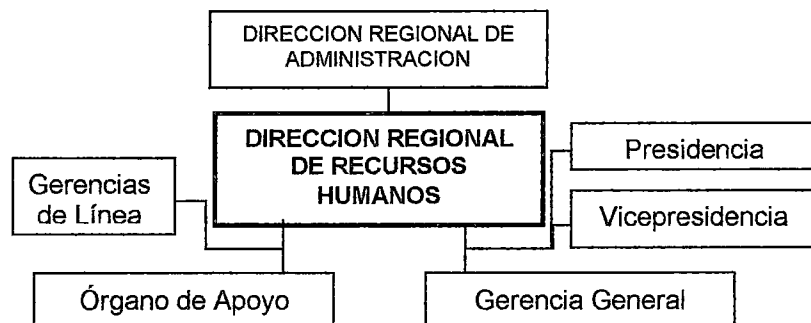 DIRECCION REGIONAL DE
ADMINISTRACION
DIRECCION REGIONAL
DE RECURSOS
HUMANOS
Presidencia
Gerencias
de Línea
Vicepresidencia
Órgano de Apoyo
Gerencia General